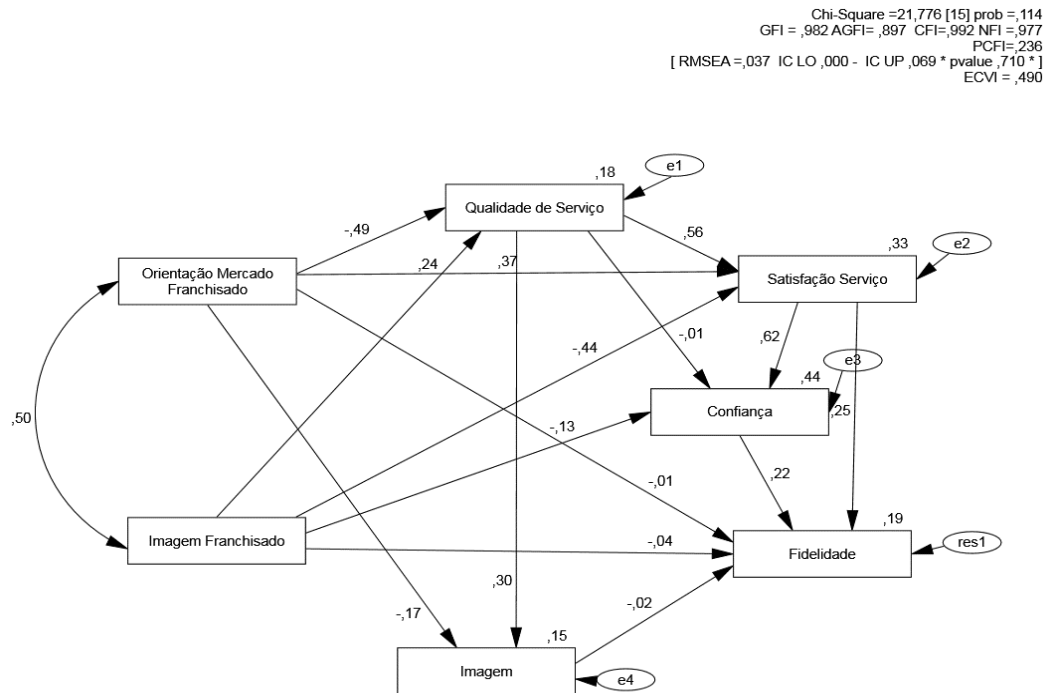 Chi-Square =21,776 [15] prob =,114
GFI = ,982 AGFI= ,897 CFI=,992 NFI =,977
PCFI=,236
[ RMSEA =,037 IC LO ,000 - IC UP ,069 * pvalue ,710 * ]
ECVI = ,490
e1
,18
Qualidade de Serviço
-,49
,56
,33
e2
Orientação Mercado
Franchisado
,24
,37
Satisfação Serviço
-,01
,62
-,44
e3
,44
Confiança
,25
,50
-,13
,22
-,01
,19
Imagem Franchisado
-,04
Fidelidade
res1
,30
-,02
-,17
,15
Imagem
e4